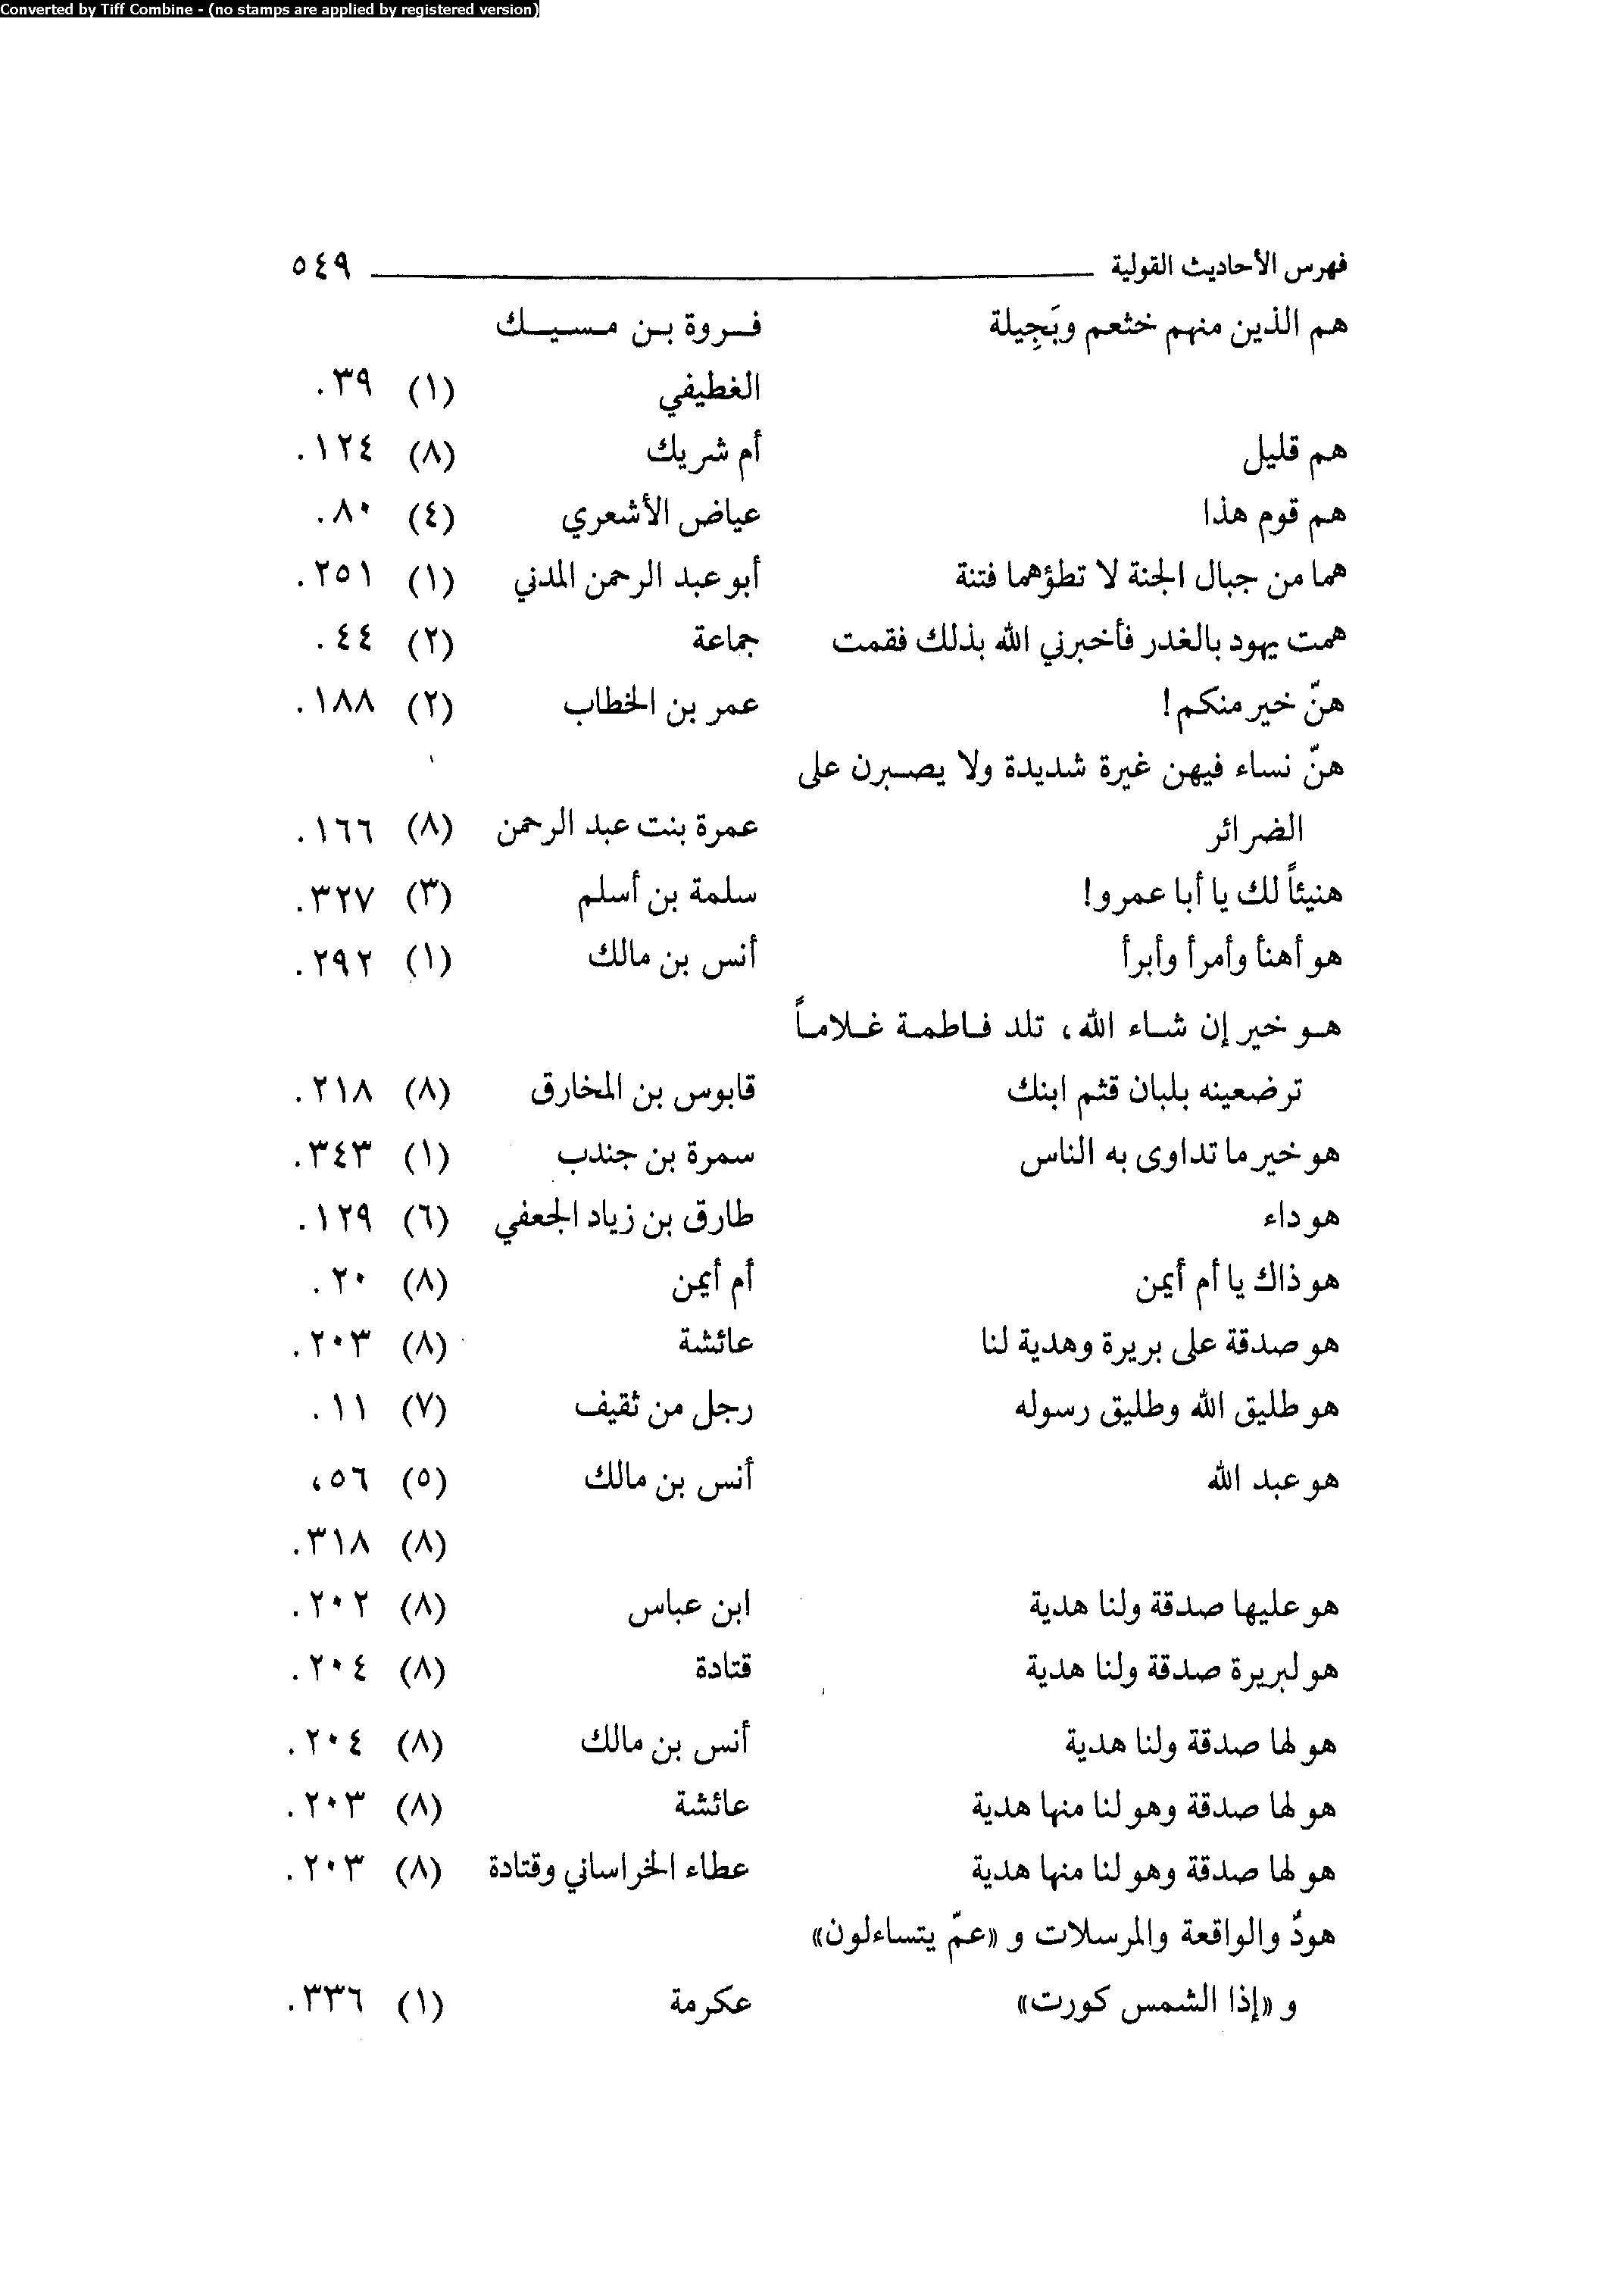 Converted by Tiff Combine - (no stamps are applied by registered version)
فهرس الأحاديث القولية ٥٤٩
هم الذين منهم خثعم وبَجِيلة فروة بن مسيك
الغطيفي (١) ٣٩.
هم قليل أم شريك (٨) ١٢٤.
هم قوم هذا عياض الأشعري (٤) ٨٠.
هما من جبال الجنة لا تطؤهما فتنة أبو عبد الرحمن المدني (١) ٢٥١.
همت يهود بالغدر فأخبرني الله بذلك فقمت جماعة (٢) ٤٤.
هنّ خير منكم! عمر بن الخطاب (٢) ١٨٨.
هنّ نساء فيهن غيرة شديدة ولا يصبرن على
الضرائر عمرة بنت عبد الرحمن (٨) ١٦٦.
هنيئاً لك يا أبا عمرو! سلمة بن أسلم (٣) ٣٢٧.
هو أهنأ وأمرأ وأبرأ أنس بن مالك (١) ٢٩٢.
هو خير إن شاء الله، تلد فاطمة غلاماً
ترضعينه بلبان قثم ابنك قابوس بن المخارق (٨) ٢١٨.
هو خير ما تداوى به الناس سمرة بن جندب (١) ٣٤٣.
هو داء طارق بن زياد الجعفي (٦) ١٢٩.
هو ذاك يا أم أيمن أم أيمن (٨) ٢٠.
هو صدقة على بريرة وهدية لنا عائشة (٨) ٢٠٣.
هو طليق الله وطليق رسوله رجل من ثقيف (٧) ١١.
هو عبد الله أنس بن مالك (٥) ٥٦،
(٨) ٣١٨.
هو عليها صدقة ولنا هدية ابن عباس (٨) ٢٠٢.
هو لبريرة صدقة ولنا هدية قتادة (٨) ٢٠٤.
هو لها صدقة ولنا هدية أنس بن مالك (٨) ٢٠٤.
هو لها صدقة وهو لنا منها هدية عائشة (٨) ٢٠٣.
هو لها صدقة وهو لنا منها هدية عطاء الخراساني وقتادة (٨) ٢٠٣.
هودٌ والواقعة والمرسلات و «عمّ يتساءلون»
و «إذا الشمس كورت» عكرمة (١) ٣٣٦.